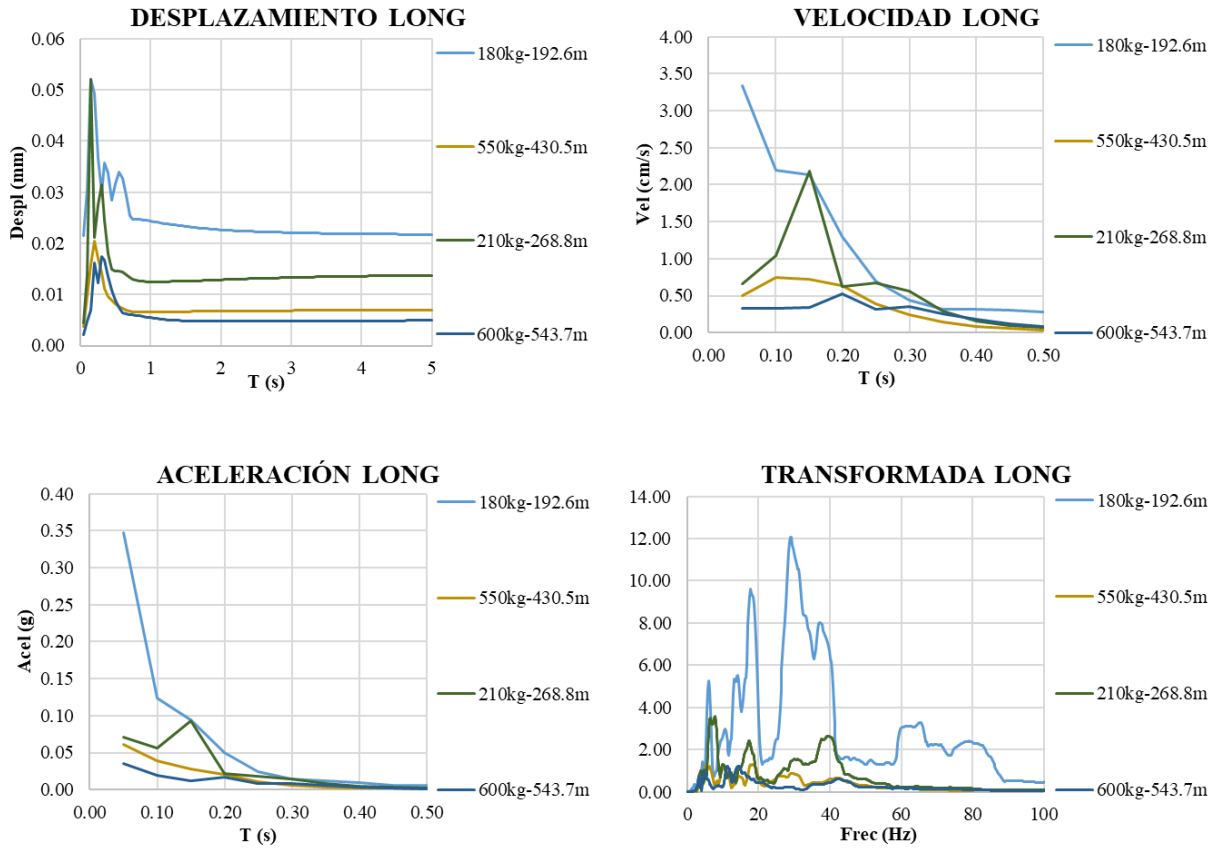 DESPLAZAMIENTO LONG
0.06
0.05
0.04
0.03
0.02
0.01
0.00
Despl (mm)
0 1 2 3 4 5
T (s)
180kg-192.6m
550kg-430.5m
210kg-268.8m
600kg-543.7m
VELOCIDAD LONG
4.00
3.50
3.00
2.50
2.00
1.50
1.00
0.50
0.00
Vel (cm/s)
0.00 0.10 0.20 0.30 0.40 0.50
T (s)
180kg-192.6m
550kg-430.5m
210kg-268.8m
600kg-543.7m
ACELERACIÓN LONG
0.40
0.35
0.30
0.25
0.20
0.15
0.10
0.05
0.00
Acel (g)
0.00 0.10 0.20 0.30 0.40 0.50
T (s)
180kg-192.6m
550kg-430.5m
210kg-268.8m
600kg-543.7m
TRANSFORMADA LONG
14.00
12.00
10.00
8.00
6.00
4.00
2.00
0.00
0 20 40 60 80 100
Frec (Hz)
180kg-192.6m
550kg-430.5m
210kg-268.8m
600kg-543.7m